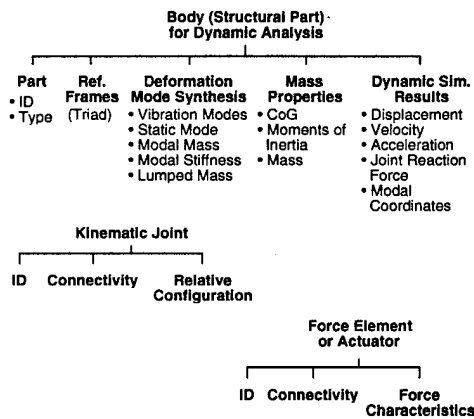 Body (Structural Part)
for Dynamic Analysis
Part
• ID
• Type
Ref.
Frames
(Triad)
Deformation
Mode Synthesis
• Vibration Modes
• Static Mode
• Modal Mass
• Modal Stiffness
• Lumped Mass
Mass
Properties
• CoG
• Moments of
Inertia
• Mass
Dynamic Sim.
Results
• Displacement
• Velocity
• Acceleration
• Joint Reaction
Force
• Modal
Coordinates
Kinematic Joint
ID
Connectivity
Relative
Configuration
Force Element
or Actuator
ID
Connectivity
Force
Characteristics